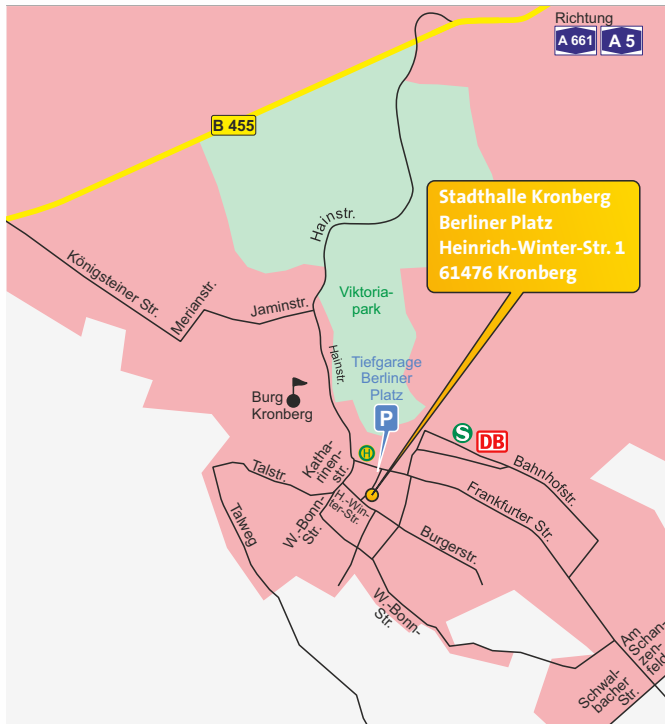 Richtung
A 661 A 5
B 455
Stadthalle Kronberg
Berliner Platz
Heinrich-Winter-Str. 1
61476 Kronberg
Hainstr.
Königsteiner Str.
Merianstr.
Jaminstr.
Viktoria-
park
Hainstr.
Tiefgarage
Berliner
Platz
P
Burg
Kronberg
H
S DB
Bahnhofstr.
Katha-
rinen-
str.
Talstr.
Talweg
W.-Bonn-
Str.
H.-Win-
ter-Str.
Frankfurter Str.
Burgerstr.
W.-Bonn-
Str.
Am
Schan-
zen-
feld
Schwal-
bacher
Str.